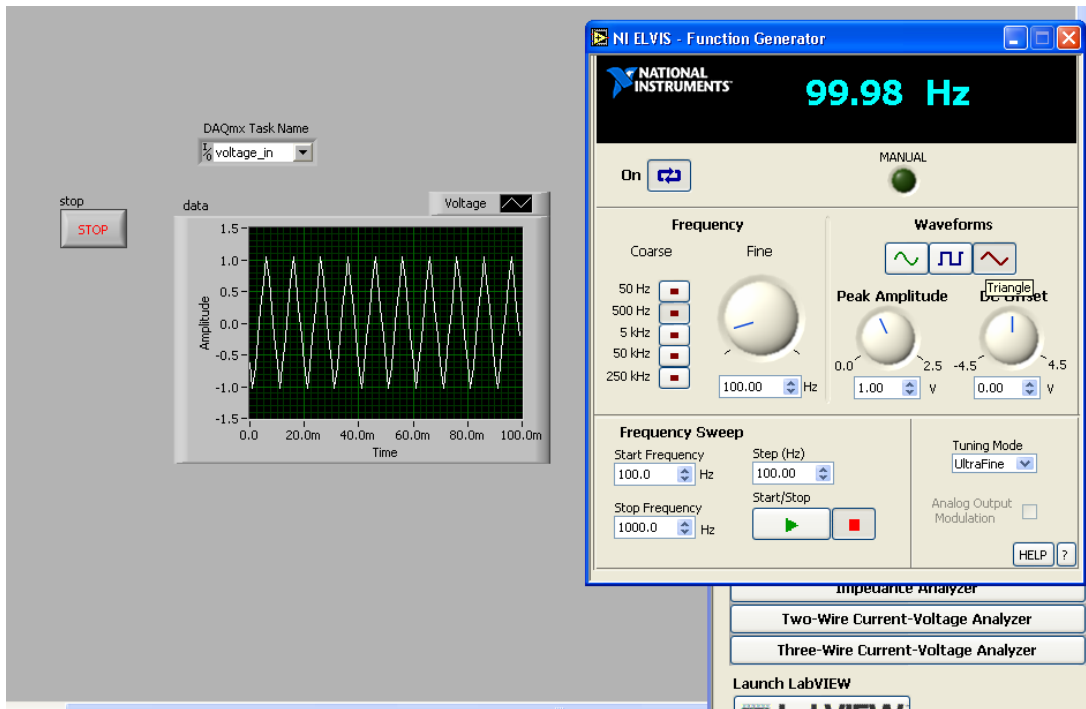 DAQmx Task Name
I/O voltage_in
stop
STOP
data
Voltage
1.5
1.0
0.5
0.0
-0.5
-1.0
-1.5
Amplitude
0.0 20.0m 40.0m 60.0m 80.0m 100.0m
Time
NI ELVIS - Function Generator
NATIONAL
INSTRUMENTS
99.98 Hz
On
MANUAL
Frequency
Coarse Fine
50 Hz
500 Hz
5 kHz
50 kHz
250 kHz
100.00 Hz
Waveforms
Triangle
Peak Amplitude
0.0 2.5 -4.5 4.5
1.00 V 0.00 V
Frequency Sweep
Start Frequency Step (Hz)
100.0 Hz 100.00
Stop Frequency Start/Stop
1000.0 Hz
Tuning Mode
UltraFine
Analog Output
Modulation
HELP ?
Impedance Analyzer
Two-Wire Current-Voltage Analyzer
Three-Wire Current-Voltage Analyzer
Launch LabVIEW